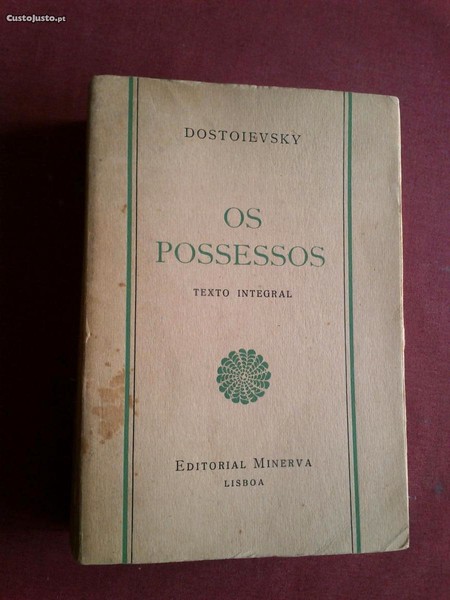 CustoJusto.pt
DOSTOIEVSKY
OS
POSSESSOS
TEXTO INTEGRAL
EDITORIAL MINERVA
LISBOA